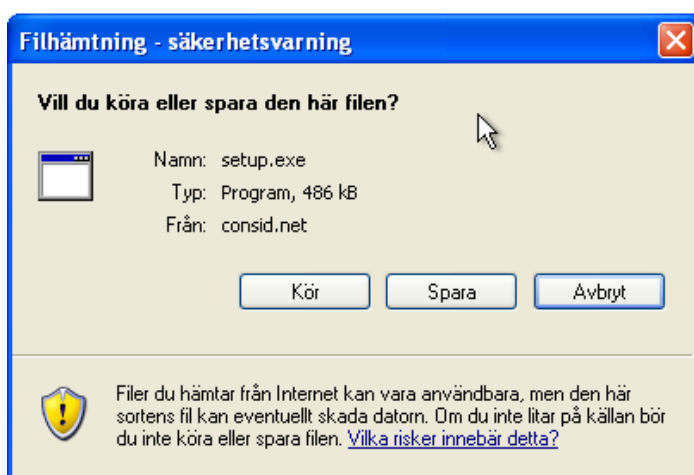 Filhämtning - säkerhetsvarning
Vill du köra eller spara den här filen?
Namn: setup.exe
Typ: Program, 486 kB
Från: consid.net
Kör Spara Avbryt
Filer du hämtar från Internet kan vara användbara, men den här
sortens fil kan eventuellt skada datorn. Om du inte litar på källan bör
du inte köra eller spara filen. Vilka risker innebär detta?